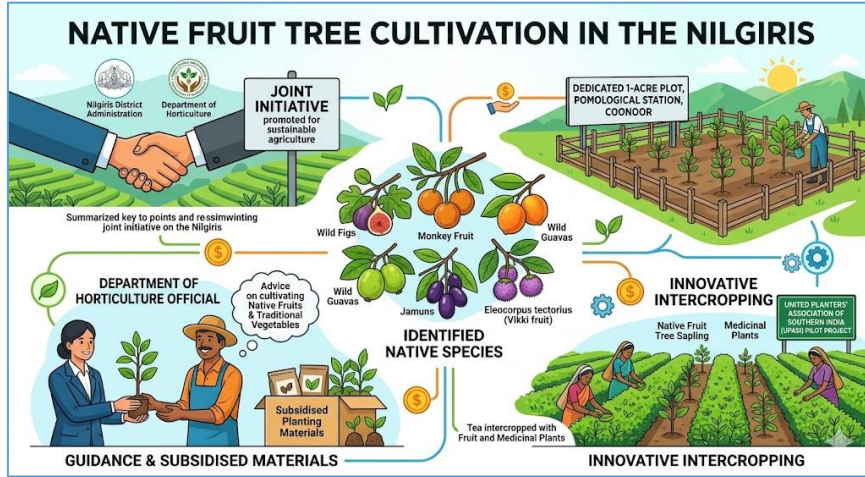 NATIVE FRUIT TREE CULTIVATION IN THE NILGIRIS
Nilgiris District
Administration
Department of
Horticulture
JOINT
INITIATIVE
promoted for
sustainable
agriculture
DEDICATED 1-ACRE PLOT,
POMOLOGICAL STATION,
COONOOR
Summarized key to points and re:ssimwinting
joint initiative on the Nilgiris
Wild Figs
Monkey Fruit
Wild
Guavas
Wild
Guavas
Jamuns
Eleocorpus tectorius
(VIkki fruit)
IDENTIFIED
NATIVE SPECIES
DEPARTMENT OF
HORTICULTURE OFFICIAL
Advice
on cultivating
Native Fruits
& Traditional
Vegetables
Subsidised
Planting
Materials
GUIDANCE & SUBSIDISED MATERIALS
Tea intercropped with
Fruit and Medicinal Plants
INNOVATIVE
INTERCROPPING
Native Fruit
Tree Sapling
Medicinal
Plants
UNITED PLANTERS'
ASSOCIATION OF
SOUTHERN INDIA
(UPASI) PILOT PROJECT
INNOVATIVE INTERCROPPING